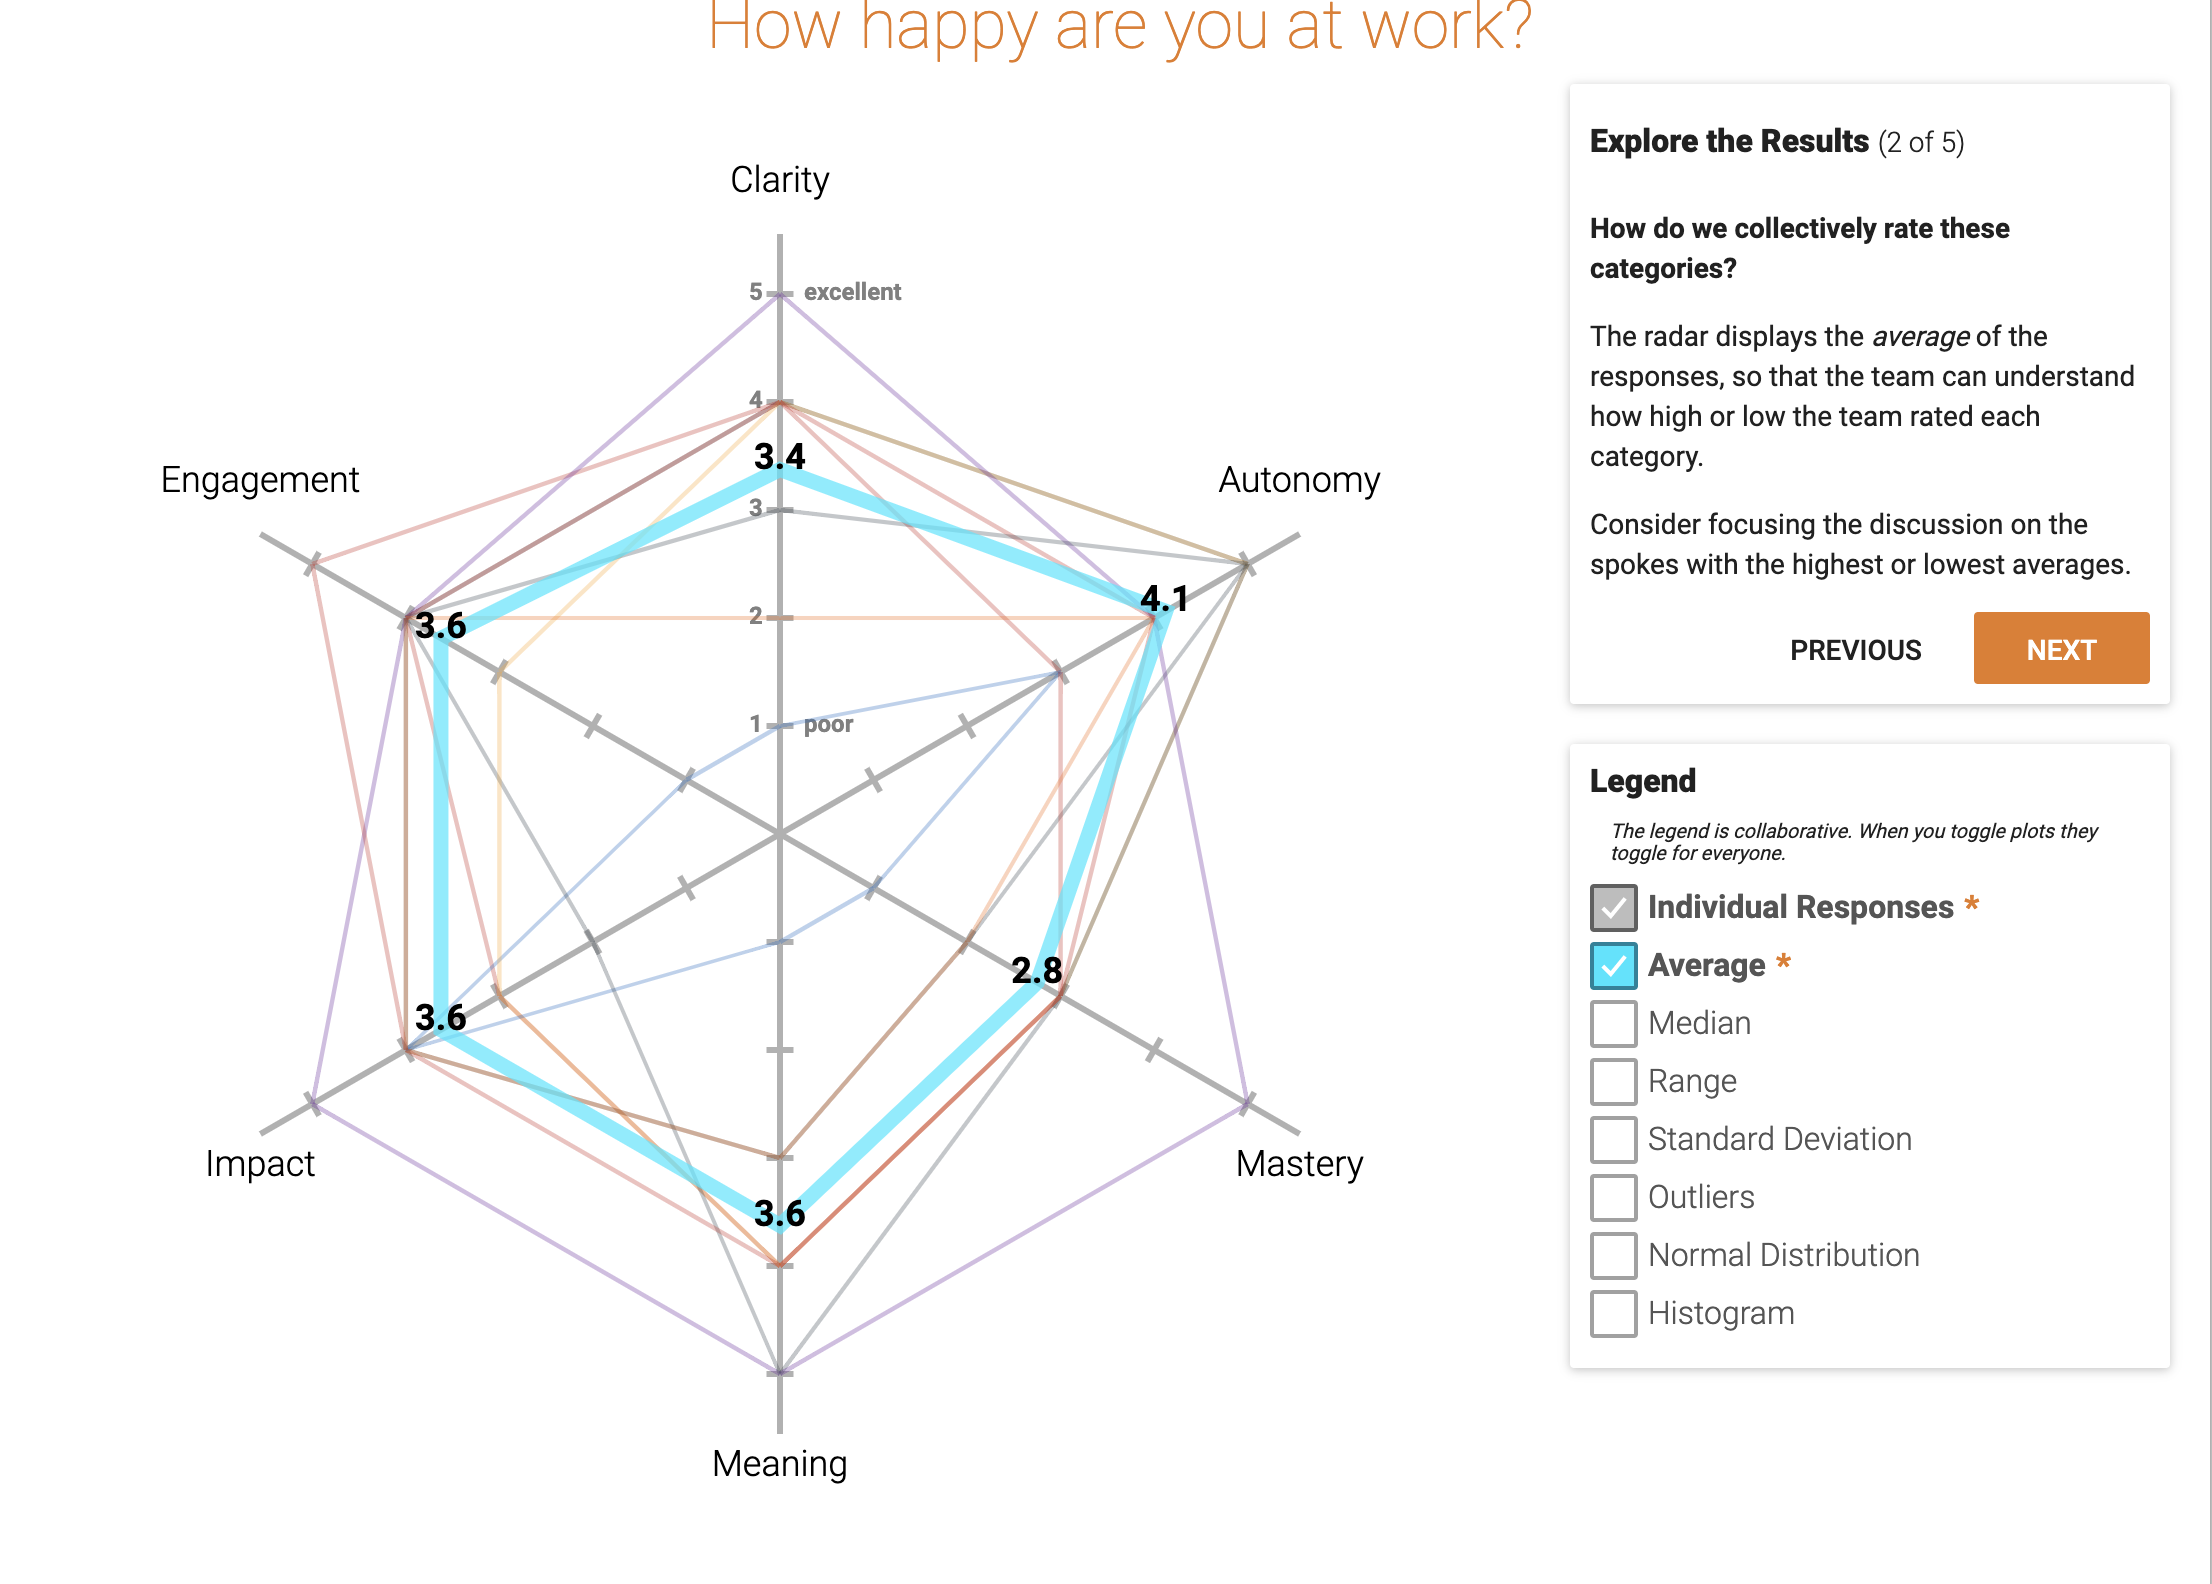 How happy are you at work?
Clarity
5 excellent
4
3.4
3
Engagement
Autonomy
4.1
3.6
2
1 poor
2.8
3.6
Impact
Mastery
3.6
Meaning
Explore the Results (2 of 5)
How do we collectively rate these
categories?
The radar displays the average of the
responses, so that the team can understand
how high or low the team rated each
category.
Consider focusing the discussion on the
spokes with the highest or lowest averages.
PREVIOUS
NEXT
Legend
The legend is collaborative. When you toggle plots they
toggle for everyone.
Individual Responses *
Average *
Median
Range
Standard Deviation
Outliers
Normal Distribution
Histogram